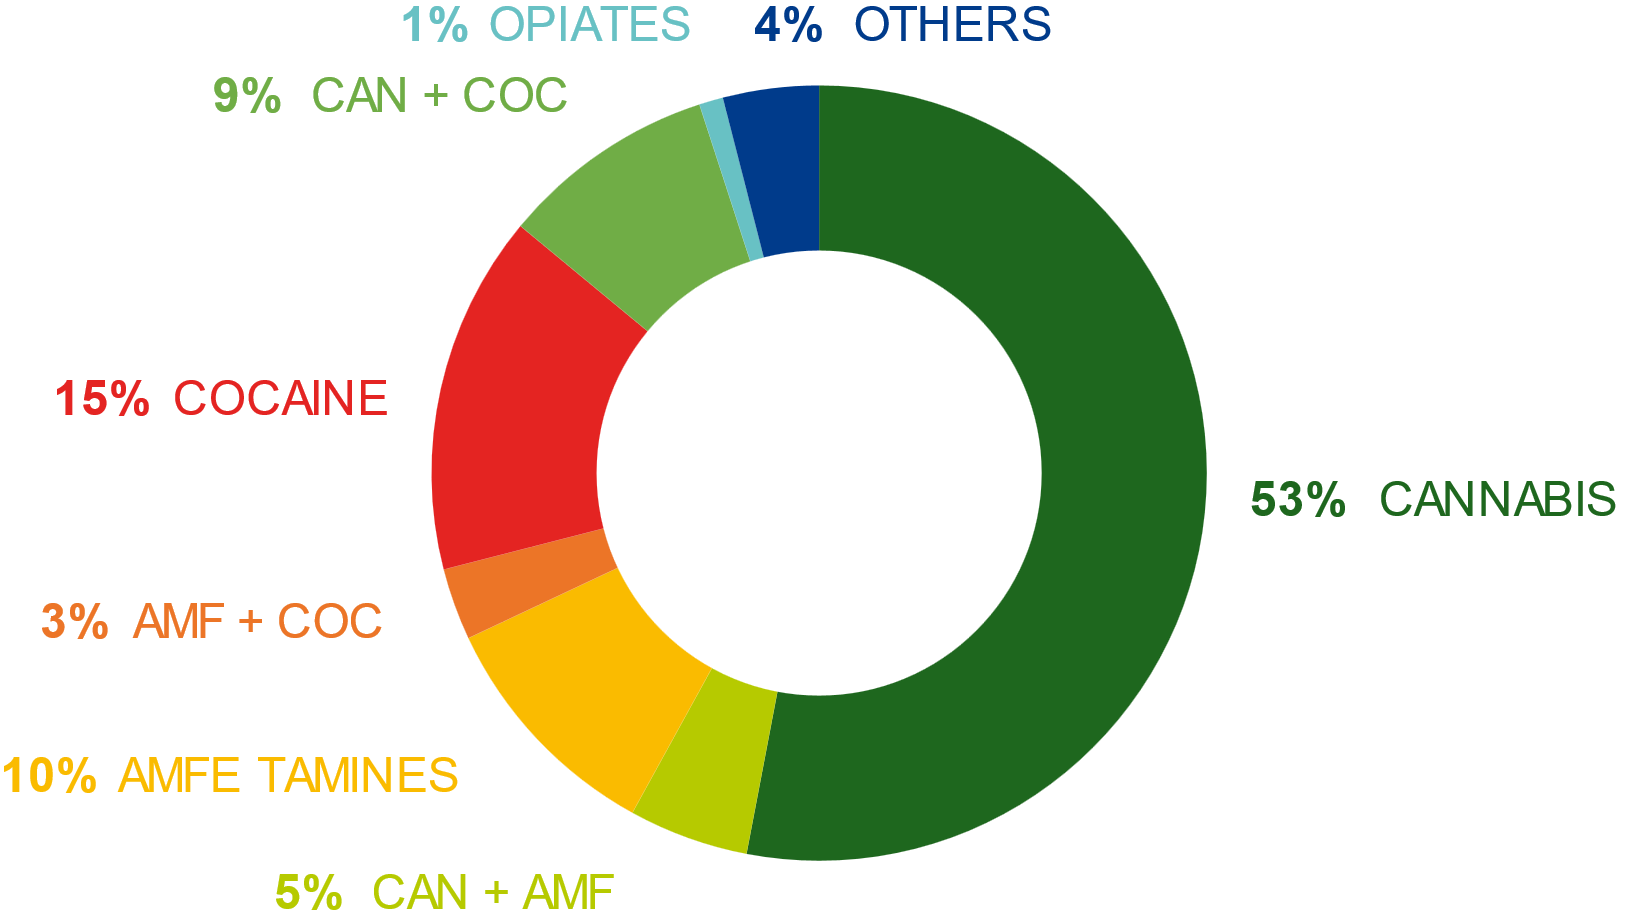 1% OPIATES
4% OTHERS
9% CAN + COC
15% COCAINE
53% CANNABIS
3% AMF + COC
10% AMFE TAMINES
5% CAN + AMF